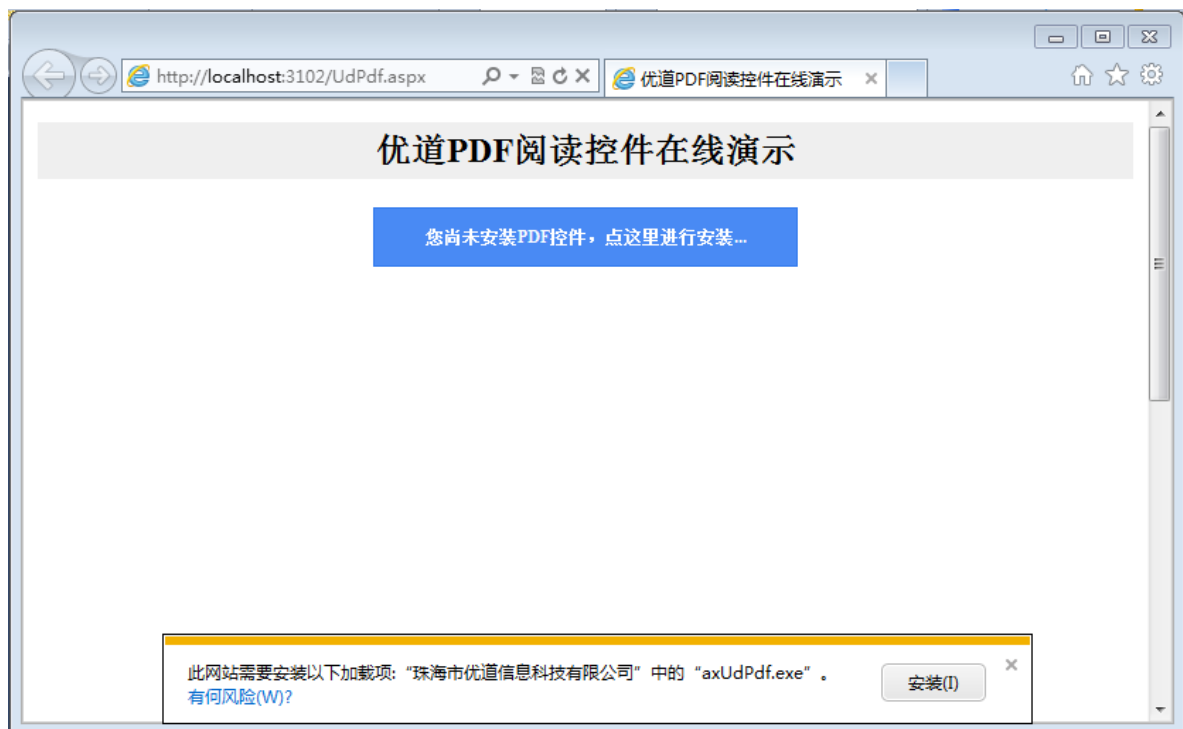 http://localhost:3102/UdPdf.aspx
优道PDF阅读控件在线演示
优道PDF阅读控件在线演示
您尚未安装PDF控件，点这里进行安装...
此网站需要安装以下加载项: “珠海市优道信息科技有限公司” 中的 “axUdPdf.exe” 。
安装(I)
有何风险(W)?